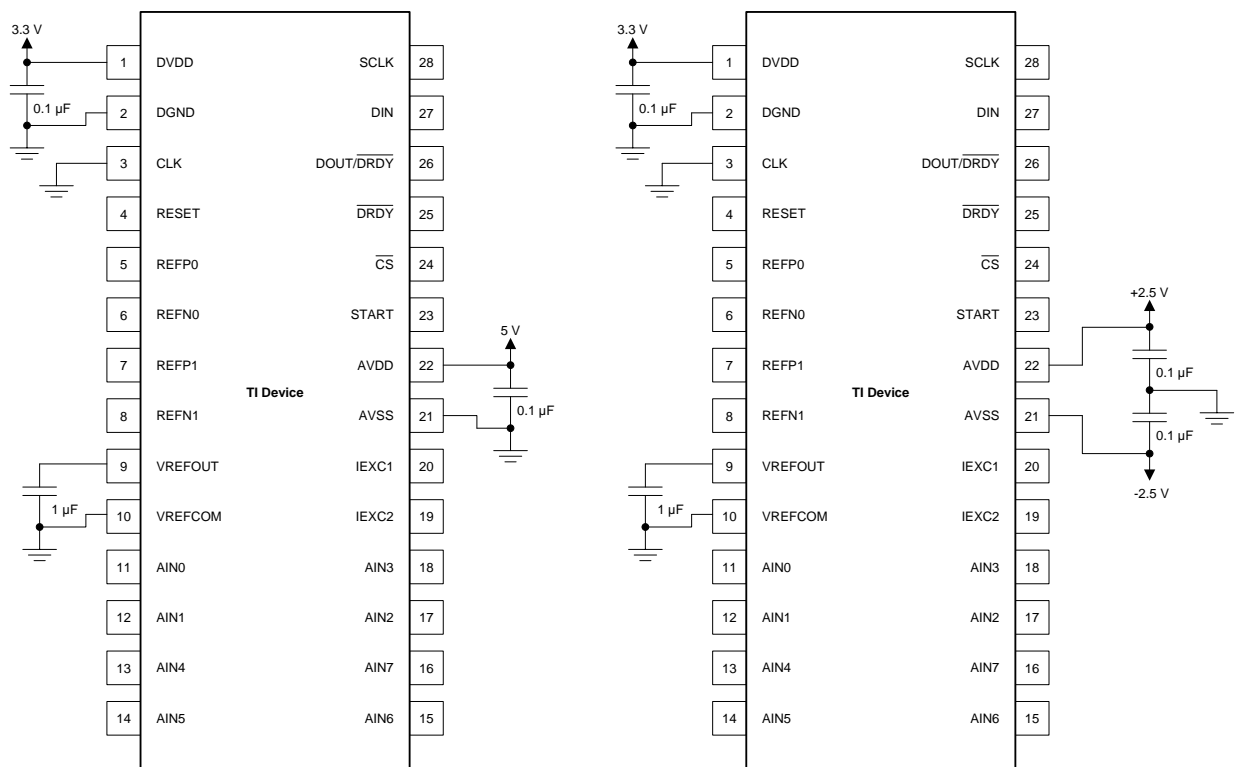 3.3 V
1 DVDD SCLK 28
0.1 µF
2 DGND DIN 27
3 CLK DOUT/DRDY 26
4 RESET DRDY 25
5 REFP0 CS 24
6 REFN0 START 23
5 V
7 REFP1 AVDD 22
TI Device
0.1 µF
8 REFN1 AVSS 21
9 VREFOUT IEXC1 20
1 µF
10 VREFCOM IEXC2 19
11 AIN0 AIN3 18
12 AIN1 AIN2 17
13 AIN4 AIN7 16
14 AIN5 AIN6 15
3.3 V
1 DVDD SCLK 28
0.1 µF
2 DGND DIN 27
3 CLK DOUT/DRDY 26
4 RESET DRDY 25
5 REFP0 CS 24
+2.5 V
6 REFN0 START 23
7 REFP1 AVDD 22
0.1 µF
TI Device
8 REFN1 AVSS 21
0.1 µF
9 VREFOUT IEXC1 20
-2.5 V
1 µF
10 VREFCOM IEXC2 19
11 AIN0 AIN3 18
12 AIN1 AIN2 17
13 AIN4 AIN7 16
14 AIN5 AIN6 15